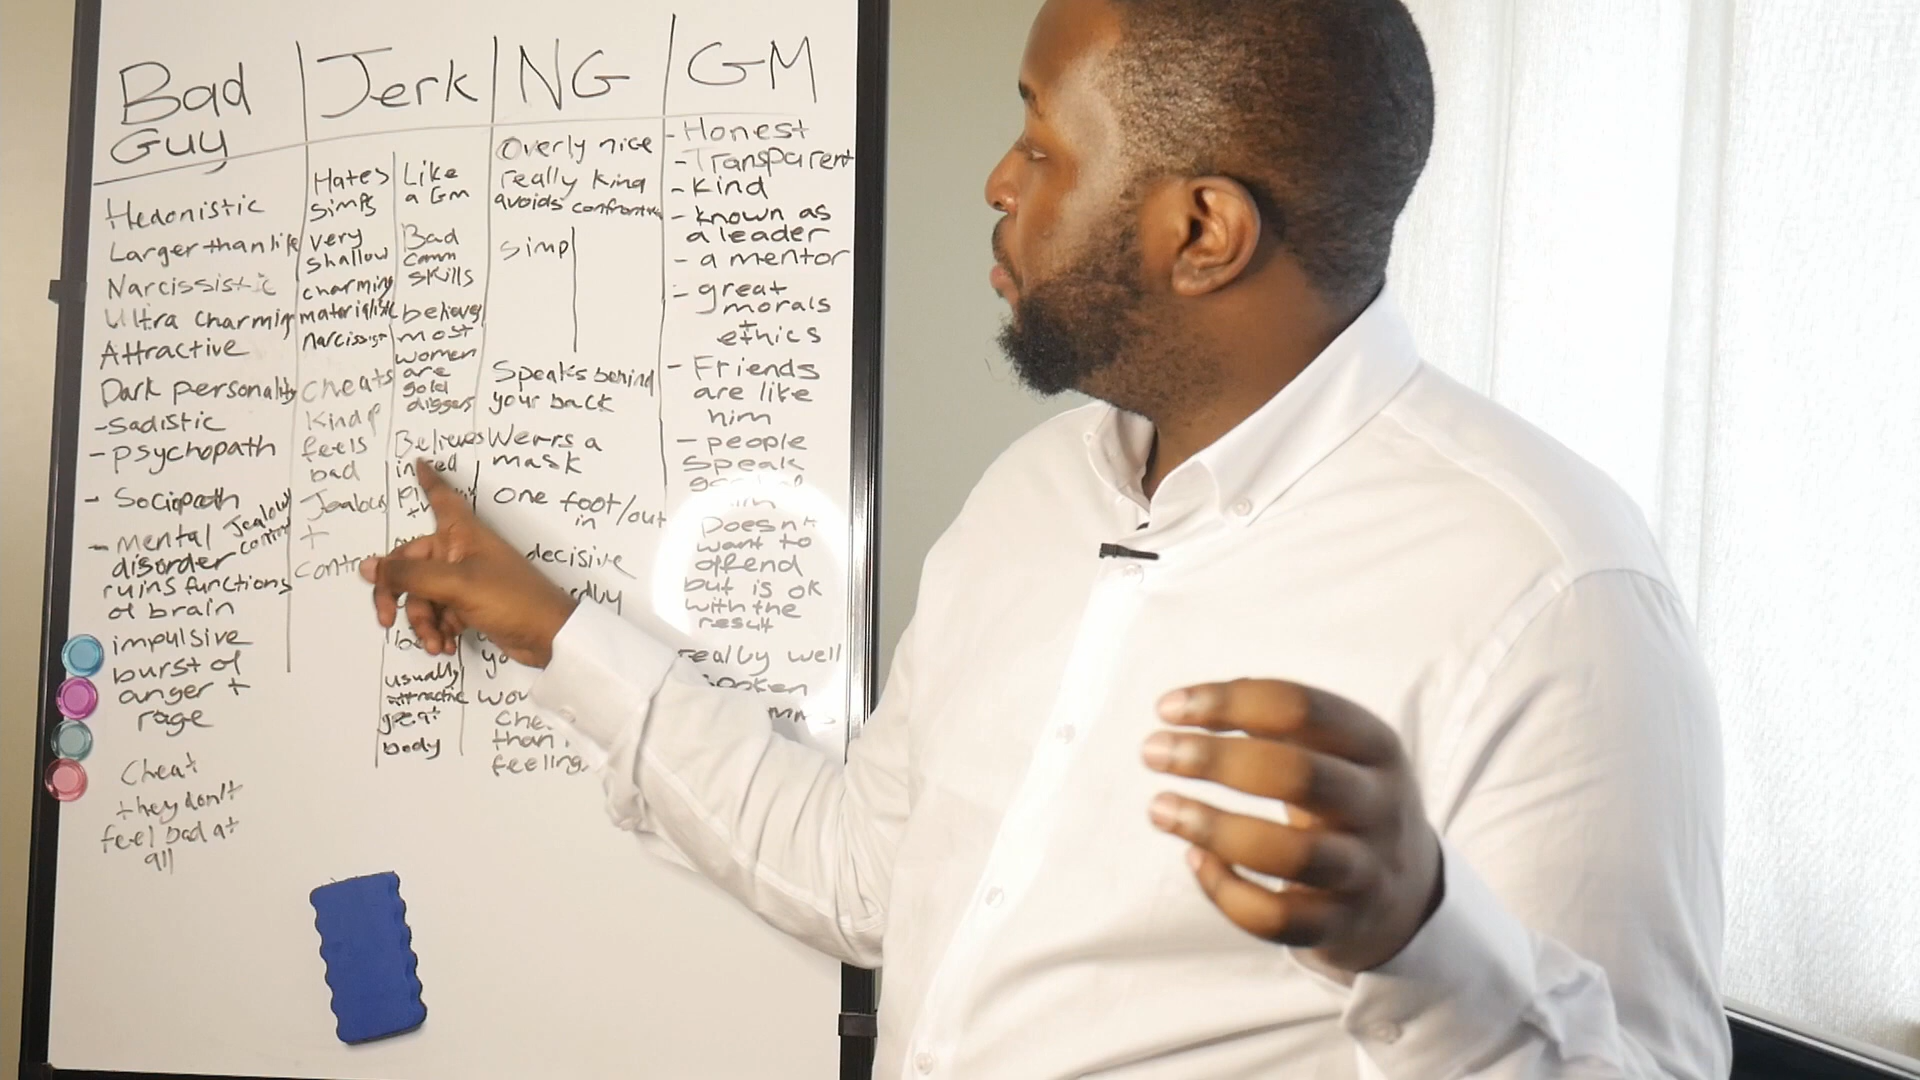 Bad
Guy
Jerk
NG
GM
Hedonistic
Larger than life
Narcissistic
Ultra charming
Attractive
Dark personality
-Sadistic
- psychopath
- Sociopath
- mental
disorder
Jealous
control
ruins functions
of brain
impulsive
burst of
anger +
rage
Cheat
they don't
feel bad at
all
Hates
simps
very
shallow
charming
materialistic
narcissist
cheats
Kind of
feels
bad
Jealous
+
Contr
Like
a Gm
Bad
comm
skills
believes
most
women
are
gold
diggers
Believes
in red
usually
attractive
great
body
Overly nice
really kind
avoids
simp
Speaks behind
your back
Wears a
mask
one foot
in/out
decisive
than
feelings
- Honest
- Transparent
- Kind
- known as
a leader
- a mentor
- great
morals
+
ethics
- Friends
are like
him
- people
speak
Doesn't
want to
offend
but is ok
with the
result
really well
spoken